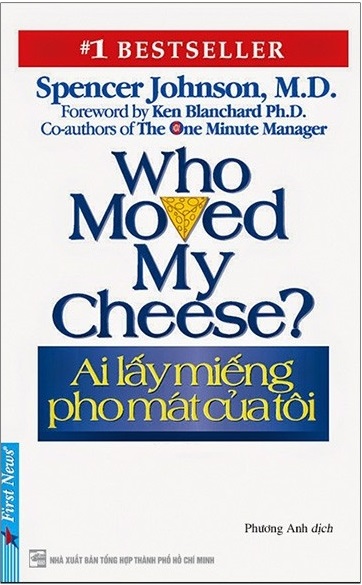 #1 BESTSELLER
Spencer Johnson, M.D.
Foreword by Ken Blanchard Ph.D.
Co-authors of The One Minute Manager
Who
Moved
My
Cheese?
Ai lấy miếng
pho mát của tôi
First News
Phương Anh dịch
NHÀ XUẤT BẢN TỔNG HỢP THÀNH PHỐ HỒ CHÍ MINH